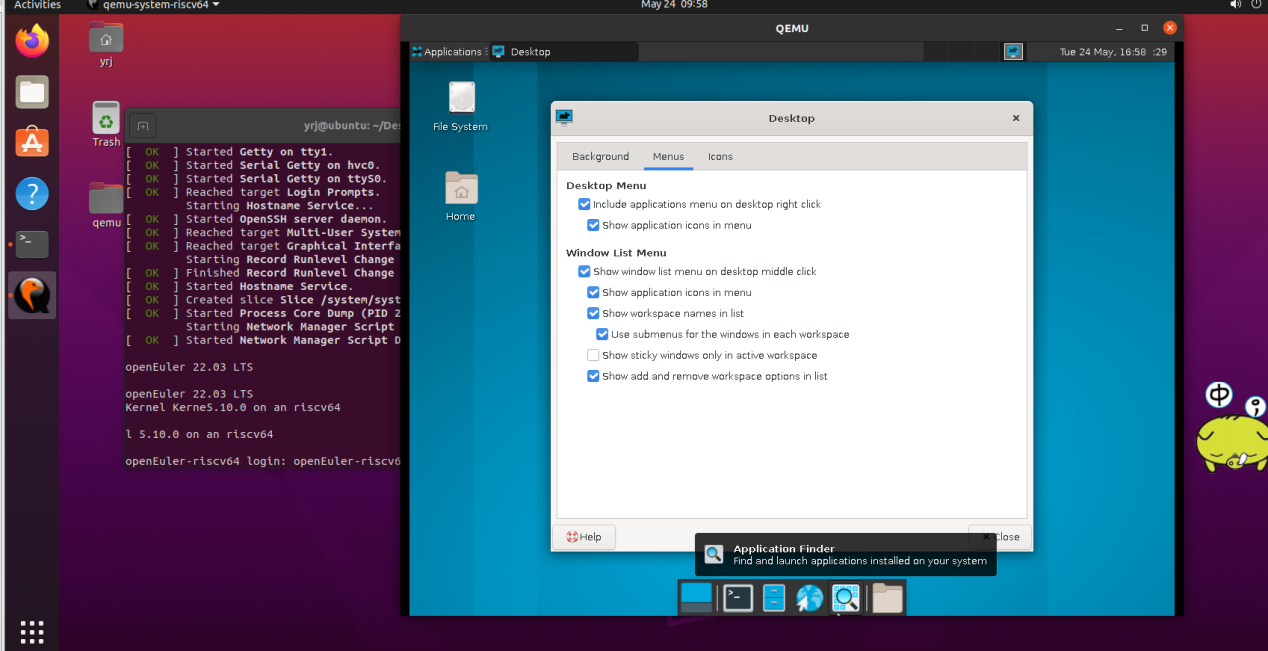 Activities
qemu-system-riscv64
May 24 09:58
yrj
Trash
qemu
yrj@ubuntu: ~/Des
[ OK ] Started Getty on tty1.
[ OK ] Started Serial Getty on hvc0.
[ OK ] Started Serial Getty on ttyS0.
[ OK ] Reached target Login Prompts.
Starting Hostname Service...
[ OK ] Started OpenSSH server daemon.
[ OK ] Reached target Multi-User System
[ OK ] Reached target Graphical Interfa
Starting Record Runlevel Change
[ OK ] Finished Record Runlevel Change
[ OK ] Started Hostname Service.
[ OK ] Created slice Slice /system/syst
[ OK ] Started Process Core Dump (PID 2
Starting Network Manager Script
[ OK ] Started Network Manager Script D
openEuler 22.03 LTS
openEuler 22.03 LTS
Kernel Kerne5.10.0 on an riscv64
l 5.10.0 on an riscv64
openEuler-riscv64 login: openEuler-riscv6
QEMU
Applications
Desktop
Tue 24 May, 16:58 :29
File System
Home
Desktop
Background Menus Icons
Desktop Menu
Include applications menu on desktop right click
Show application icons in menu
Window List Menu
Show window list menu on desktop middle click
Show application icons in menu
Show workspace names in list
Use submenus for the windows in each workspace
Show sticky windows only in active workspace
Show add and remove workspace options in list
Help
Close
Application Finder
Find and launch applications installed on your system
中